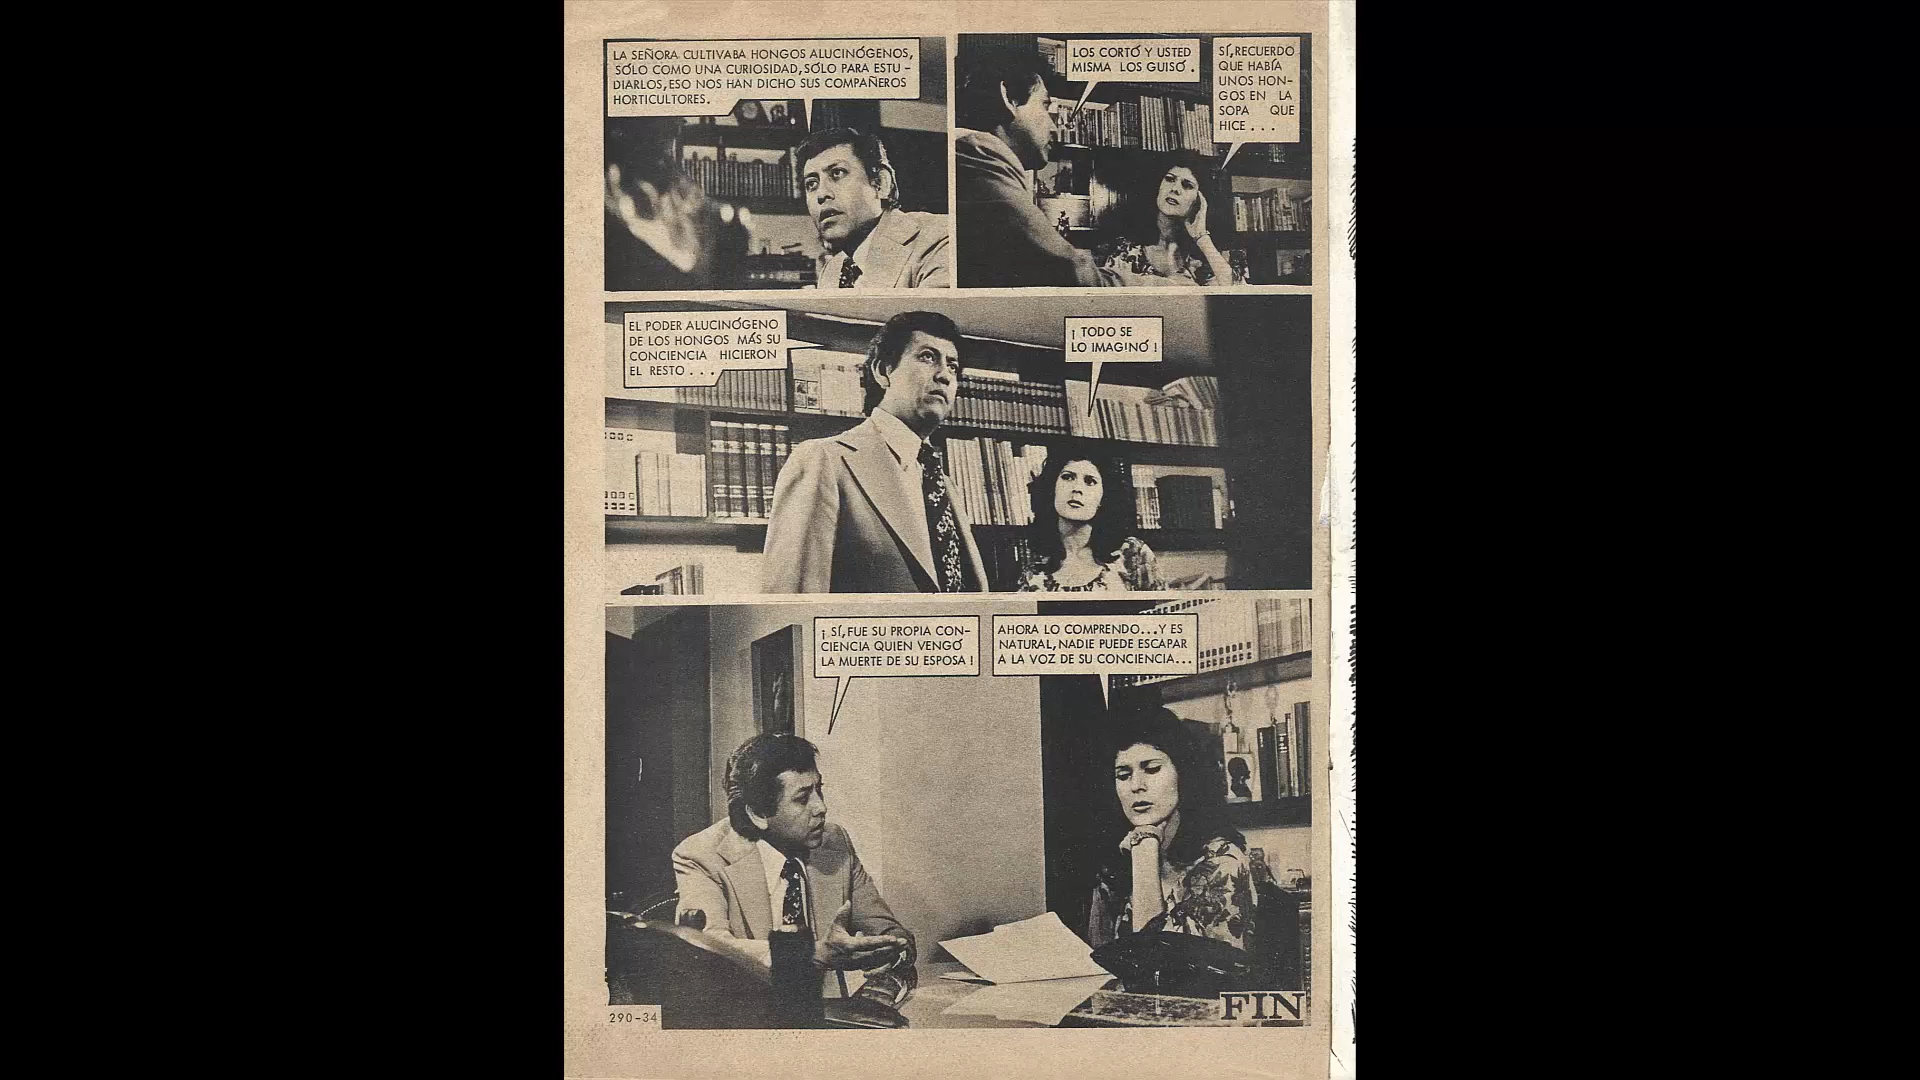 LA SEÑORA CULTIVABA HONGOS ALUCINÓGENOS,
SÓLO COMO UNA CURIOSIDAD, SÓLO PARA ESTU-
DIARLOS, ESO NOS HAN DICHO SUS COMPAÑEROS
HORTICULTORES.
LOS CORTÓ Y USTED
MISMA LOS GUISÓ.
SÍ, RECUERDO
QUE HABÍA
UNOS HON-
GOS EN LA
SOPA QUE
HICE...
EL PODER ALUCINÓGENO
DE LOS HONGOS MÁS SU
CONCIENCIA HICIERON
EL RESTO...
¡TODO SE
LO IMAGINÓ!
¡SÍ, FUE SU PROPIA CON-
CIENCIA QUIEN VENGÓ
LA MUERTE DE SU ESPOSA!
AHORA LO COMPRENDO...Y ES
NATURAL, NADIE PUEDE ESCAPAR
A LA VOZ DE SU CONCIENCIA...
290-34
FIN